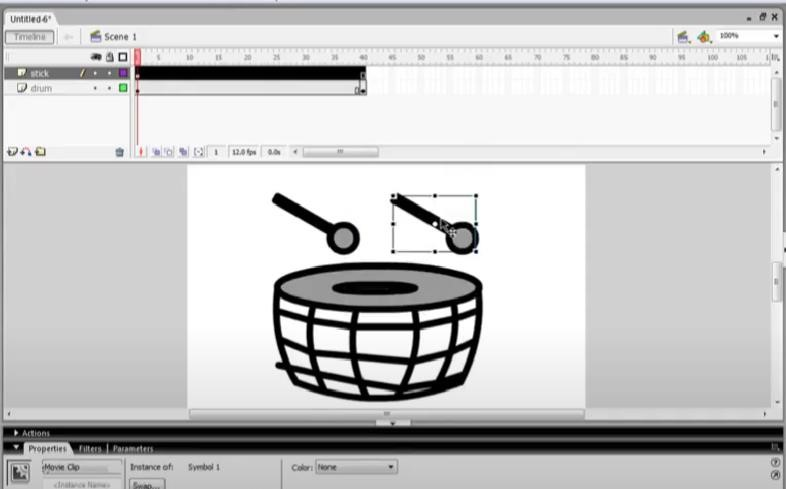 Untitled-6*
Timeline
Scene 1
100%
5 10 15 20 25 30 35 40 45 50 55 60 65 70 75 80 85 90 95 100 105
stick
drum
1 12.0 fps 0.0s
Actions
Properties Filters Parameters
Movie Clip Instance of: Symbol 1 Color: None
<Instance Name> Swap...